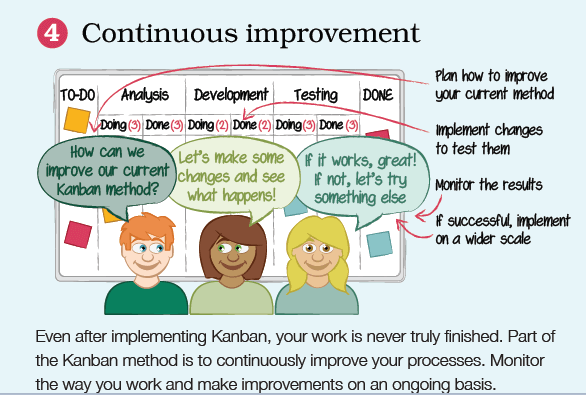 4 Continuous improvement
TO-DO Analysis Development Testing DONE
Doing (3) Done (3) Doing (2) Done (2) Doing (3) Done (3)
How can we
improve our current
Kanban method?
Let's make some
changes and see
what happens!
If it works, great!
If not, let's try
something else
Plan how to improve
your current method
Implement changes
to test them
Monitor the results
If successful, implement
on a wider scale
Even after implementing Kanban, your work is never truly finished. Part of
the Kanban method is to continuously improve your processes. Monitor
the way you work and make improvements on an ongoing basis.